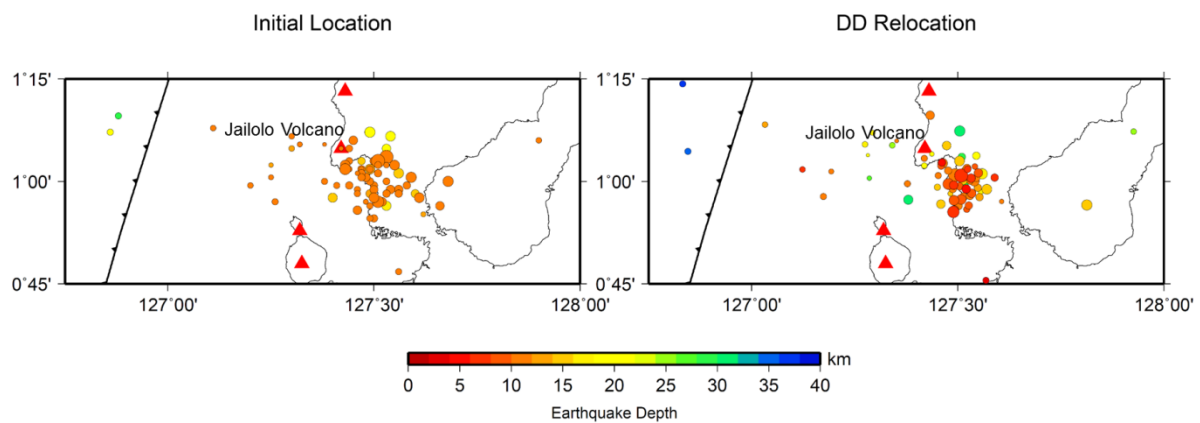 Initial Location
DD Relocation
1˚15'
1˚00'
0˚45'
Jailolo Volcano
127˚00'
127˚30'
128˚00'
1˚15'
1˚00'
0˚45'
Jailolo Volcano
127˚00'
127˚30'
128˚00'
km
0 5 10 15 20 25 30 35 40
Earthquake Depth